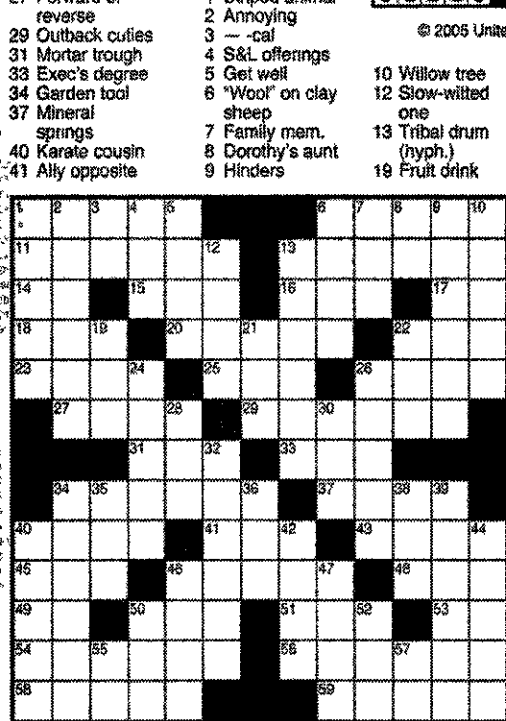 27 Forward or
reverse
29 Outback cuties
31 Mortar trough
33 Exec's degree
34 Garden tool
37 Mineral
springs
40 Karate cousin
41 Ally opposite
1 Striped animal
2 Annoying
3 — -cal
4 S&L offerings
5 Get well
6 "Wool" on clay
sheep
7 Family mem.
8 Dorothy's aunt
9 Hinders
© 2005 Unite
10 Willow tree
12 Slow-witted
one
13 Tribal drum
(hyph.)
19 Fruit drink
1 2 3 4 5 6 7 8 9 10
11 12 13
14 15 16 17
18 19 20 21 22
23 24 25 26
27 28 29 30
31 32 33
34 35 36 37 38 39
40 41 42 43 44
45 46 47 48
49 50 51 52 53
54 55 56 57
58 59